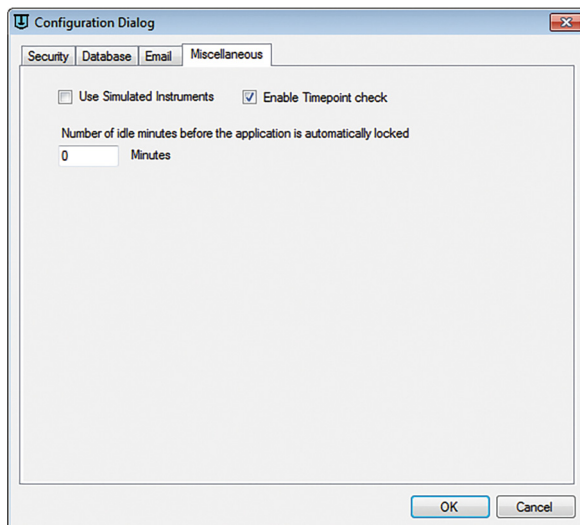 Configuration Dialog
Security Database Email Miscellaneous
Use Simulated Instruments Enable Timepoint check
Number of idle minutes before the application is automatically locked
0 Minutes
OK Cancel